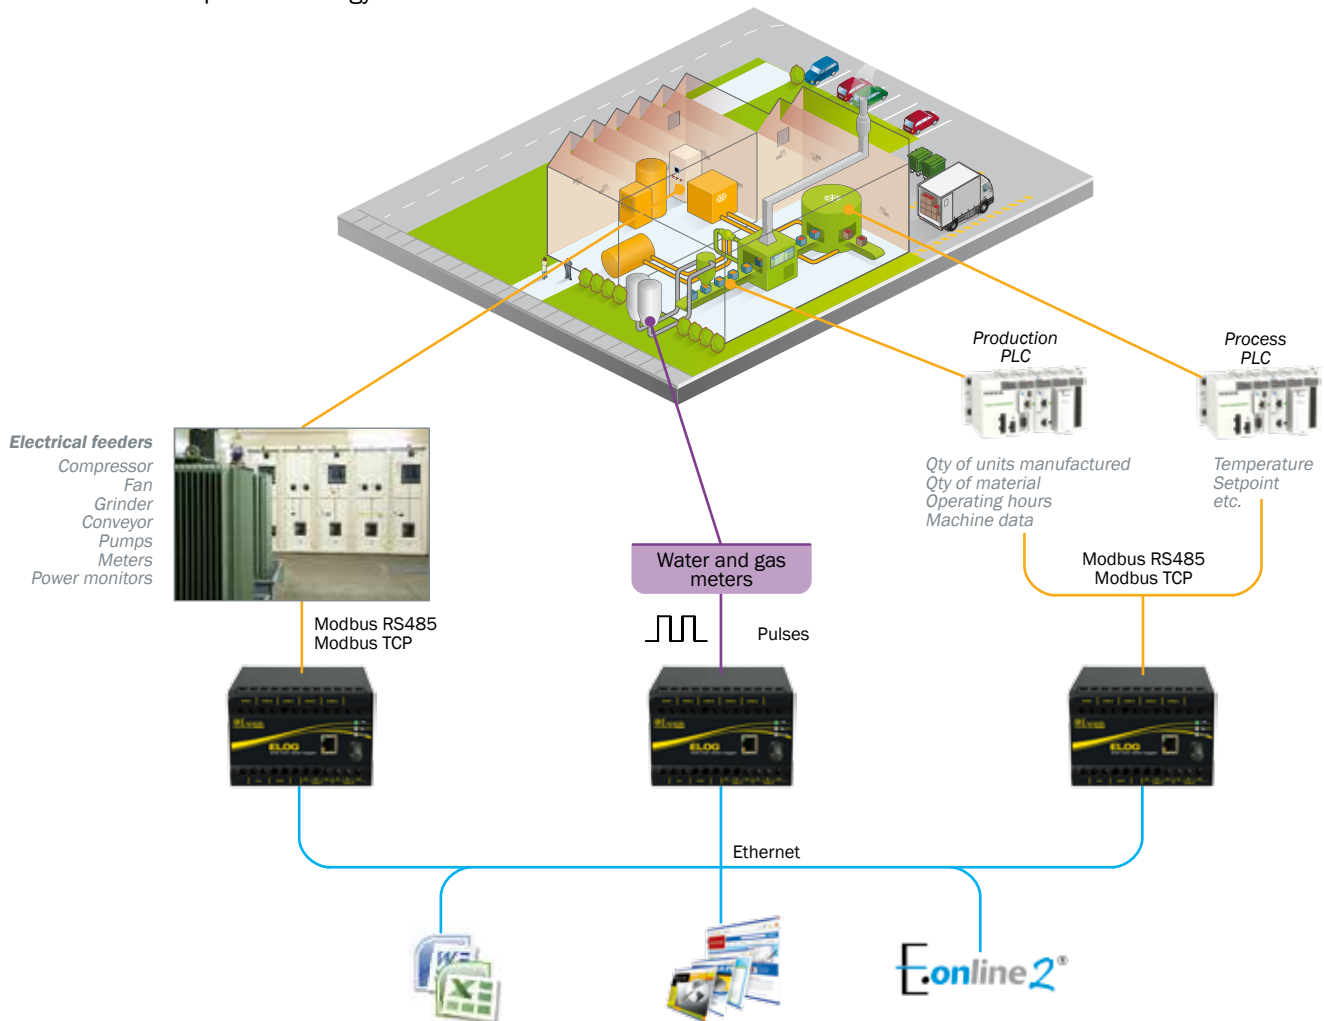 Production
PLC
Process
PLC
Electrical feeders
Compressor
Fan
Grinder
Conveyor
Pumps
Meters
Power monitors
Qty of units manufactured
Qty of material
Operating hours
Machine data
Temperature
Setpoint
etc.
Water and gas
meters
Modbus RS485
Modbus TCP
Modbus RS485
Modbus TCP
Pulses
ELOG
ELOG
ELOG
Ethernet
E.online2®